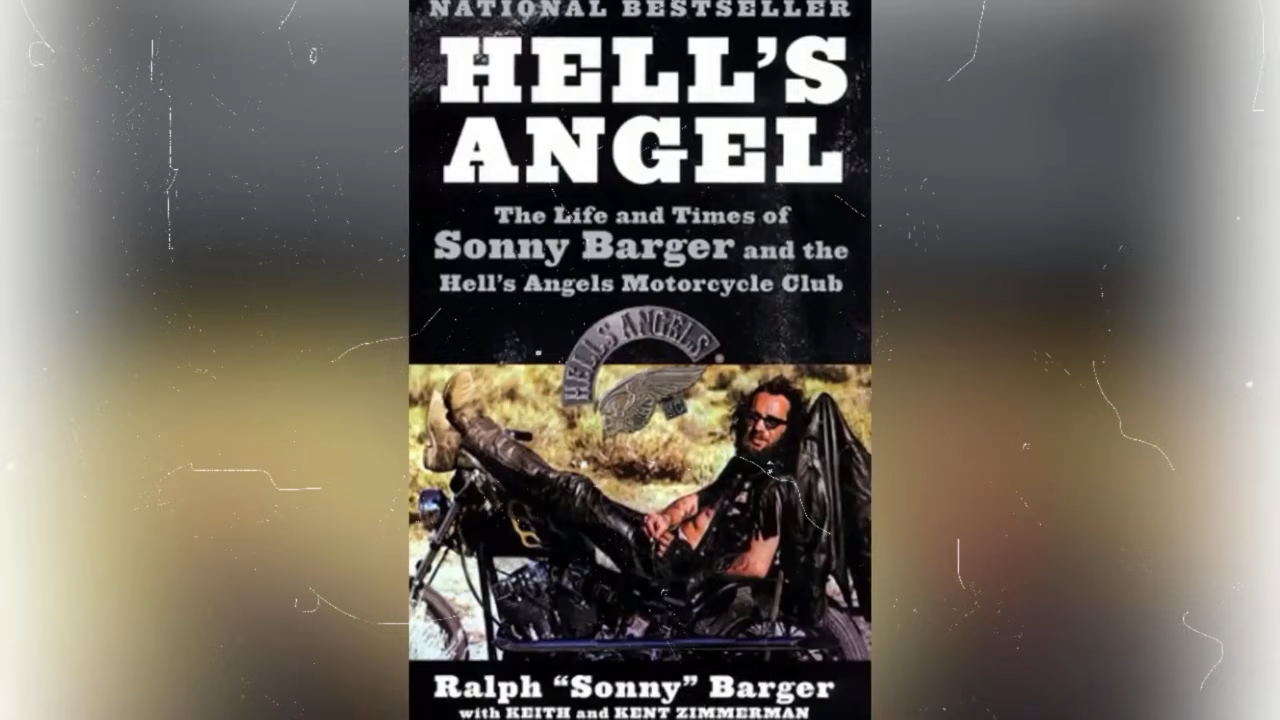 NATIONAL BESTSELLER
HELL'S
ANGEL
The Life and Times of
Sonny Barger and the
Hell's Angels Motorcycle Club
HELL'S ANGELS
Ralph “Sonny” Barger
with KEITH and KENT ZIMMERMAN